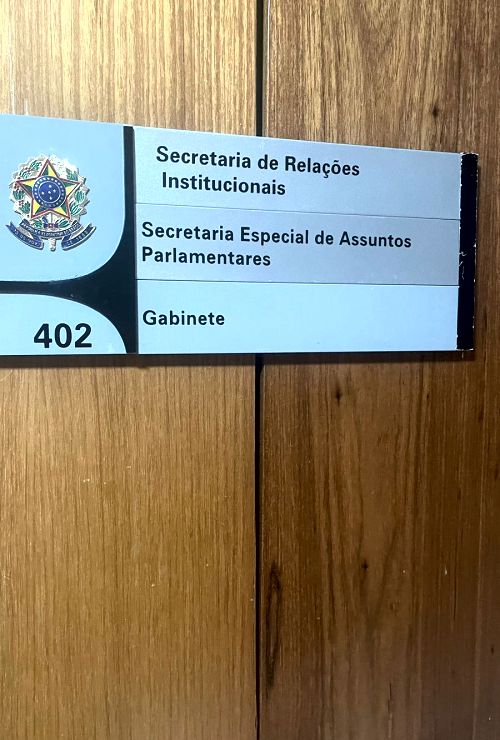 Secretaria de Relações
Institucionais
Secretaria Especial de Assuntos
Parlamentares
Gabinete
402